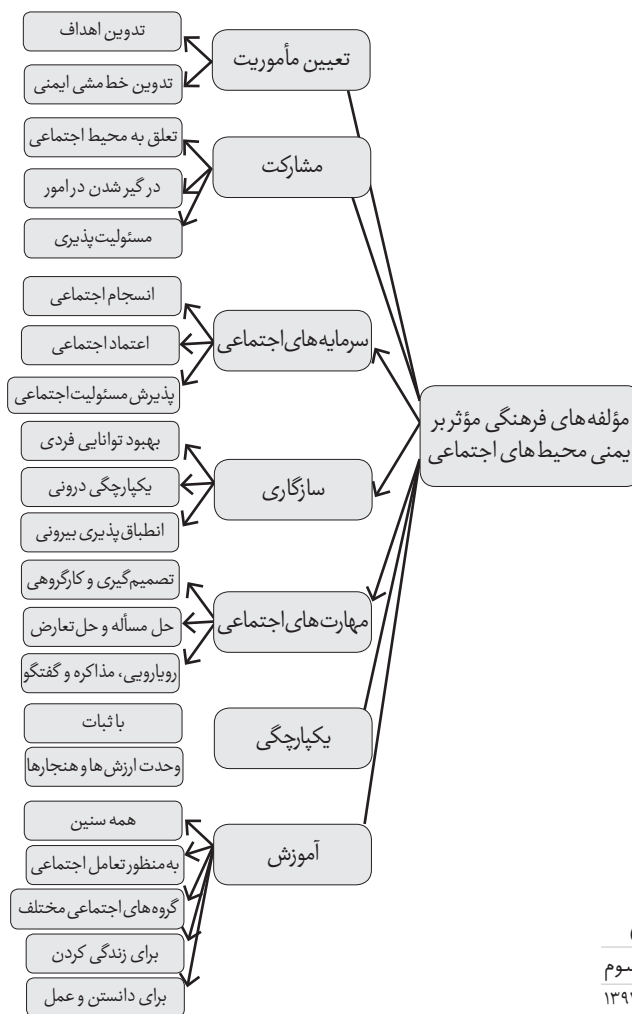 مؤلفه‌های فرهنگی مؤثر بر
یمنی محیط‌های اجتماعی
تعیین مأموریت
تدوین اهداف
تدوین خط مشی ایمنی
مشارکت
تعلق به محیط اجتماعی
در گیر شدن در امور
مسئولیت‌پذیری
سرمایه‌های اجتماعی
انسجام اجتماعی
اعتماد اجتماعی
پذیرش مسئولیت اجتماعی
سازگاری
بهبود توانایی فردی
یکپارچگی درونی
انطباق‌پذیری بیرونی
مهارت‌های اجتماعی
تصمیم‌گیری و کارگروهی
حل مسأله و حل تعارض
رویارویی، مذاکره و گفتگو
یکپارچگی
با ثبات
وحدت ارزش‌ها و هنجارها
آموزش
همه سنین
به‌منظور تعامل اجتماعی
گروه‌های اجتماعی مختلف
برای زندگی کردن
برای دانستن و عمل